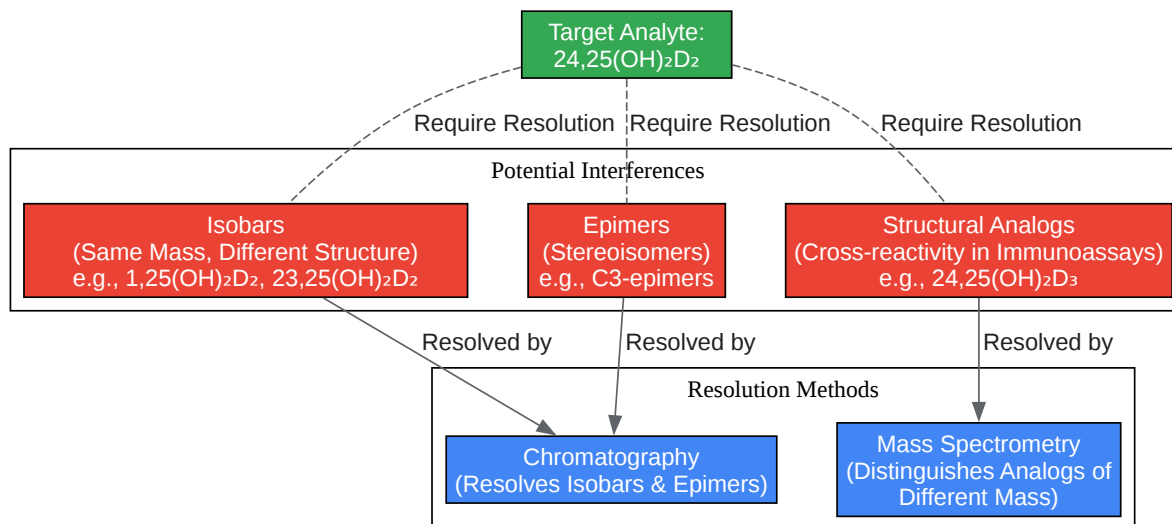 Target Analyte:
24,25(OH)₂D₂
Require Resolution
Require Resolution
Require Resolution
Potential Interferences
Isobars
(Same Mass, Different Structure)
e.g., 1,25(OH)₂D₂, 23,25(OH)₂D₂
Epimers
(Stereoisomers)
e.g., C3-epimers
Structural Analogs
(Cross-reactivity in Immunoassays)
e.g., 24,25(OH)₂D₃
Resolved by
Resolved by
Resolved by
Resolution Methods
Chromatography
(Resolves Isobars & Epimers)
Mass Spectrometry
(Distinguishes Analogs of
Different Mass)